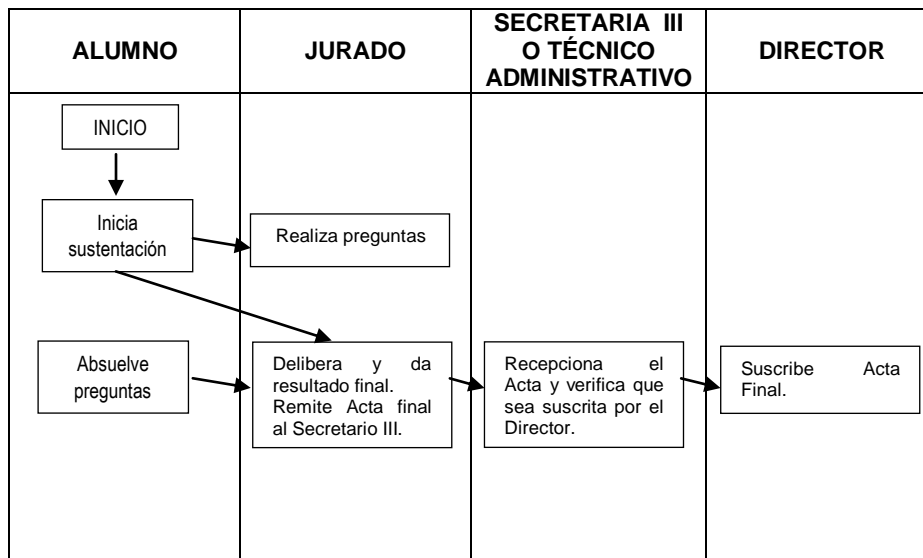 ALUMNO
JURADO
SECRETARIA III
O TÉCNICO
ADMINISTRATIVO
DIRECTOR
INICIO
Inicia
sustentación
Realiza preguntas
Absuelve
preguntas
Delibera y da
resultado final.
Remite Acta final
al Secretario III.
Recepciona el
Acta y verifica que
sea suscrita por el
Director.
Suscribe Acta
Final.